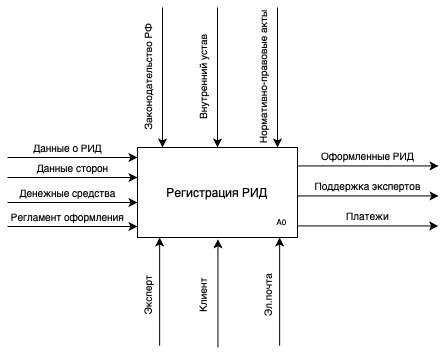 Законодательство РФ
Внутренний устав
Нормативно-правовые акты
Данные о РИД
Данные сторон
Денежные средства
Регламент оформления
Регистрация РИД
A0
Оформленные РИД
Поддержка экспертов
Платежи
Эксперт
Клиент
Эл.почта